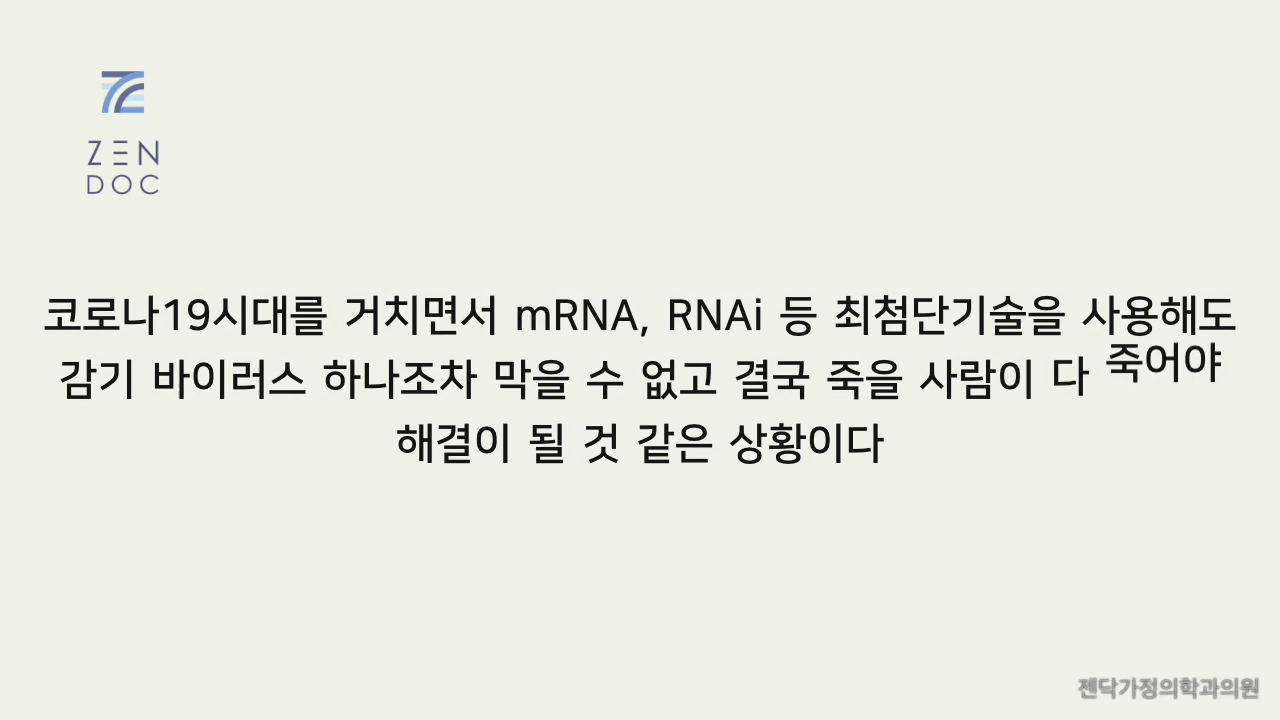 ZEN
DOC
코로나19시대를 거치면서 mRNA, RNAi 등 최첨단기술을 사용해도
감기 바이러스 하나조차 막을 수 없고 결국 죽을 사람이 다 죽어야
해결이 될 것 같은 상황이다
젠닥가정의학과의원